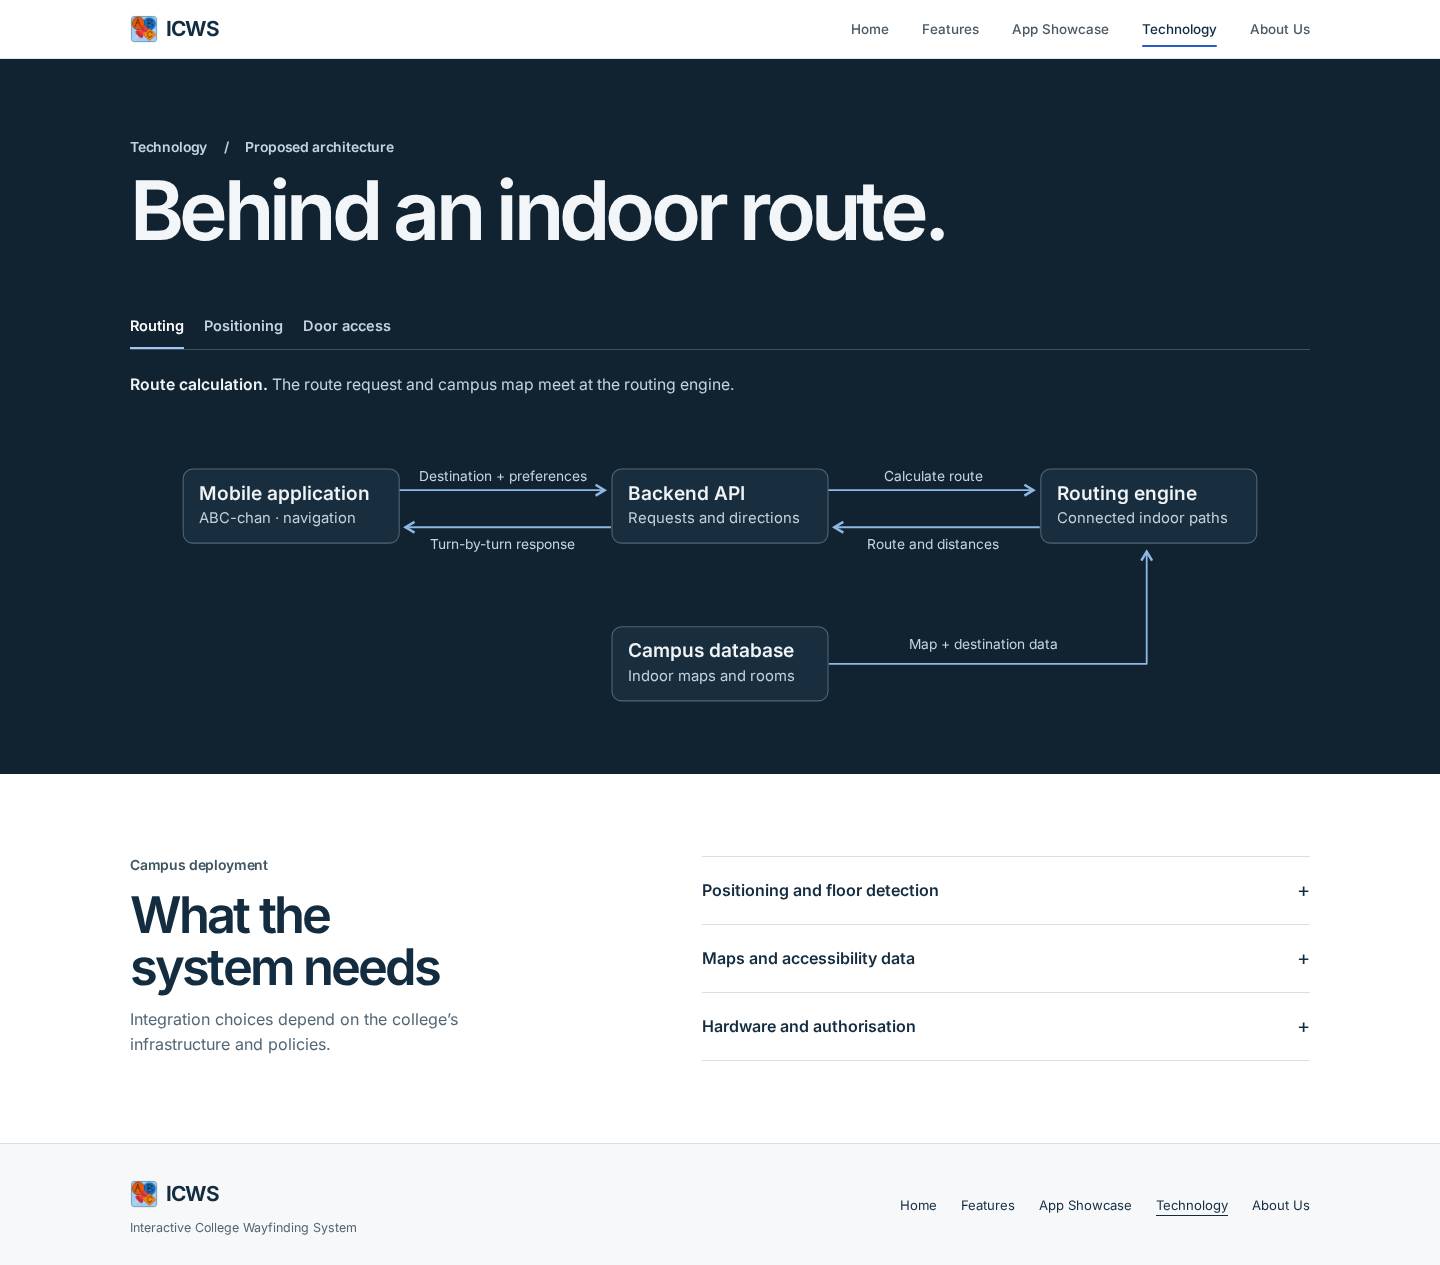 ICWS
Home Features App Showcase Technology About Us
Technology / Proposed architecture
Behind an indoor route.
Routing Positioning Door access
Route calculation. The route request and campus map meet at the routing engine.
Mobile application
ABC-chan · navigation
Destination + preferences
Turn-by-turn response
Backend API
Requests and directions
Calculate route
Route and distances
Routing engine
Connected indoor paths
Campus database
Indoor maps and rooms
Map + destination data
Campus deployment
What the
system needs
Integration choices depend on the college’s
infrastructure and policies.
Positioning and floor detection +
Maps and accessibility data +
Hardware and authorisation +
ICWS
Interactive College Wayfinding System
Home Features App Showcase Technology About Us